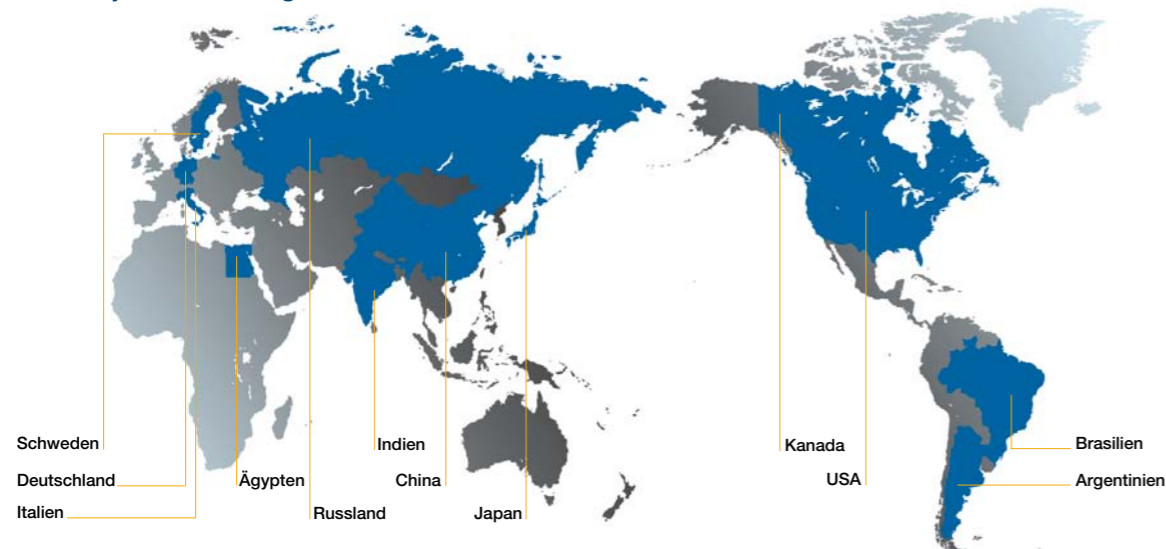 Schweden
Indien
Kanada
Brasilien
Deutschland
Ägypten
China
USA
Argentinien
Italien
Russland
Japan